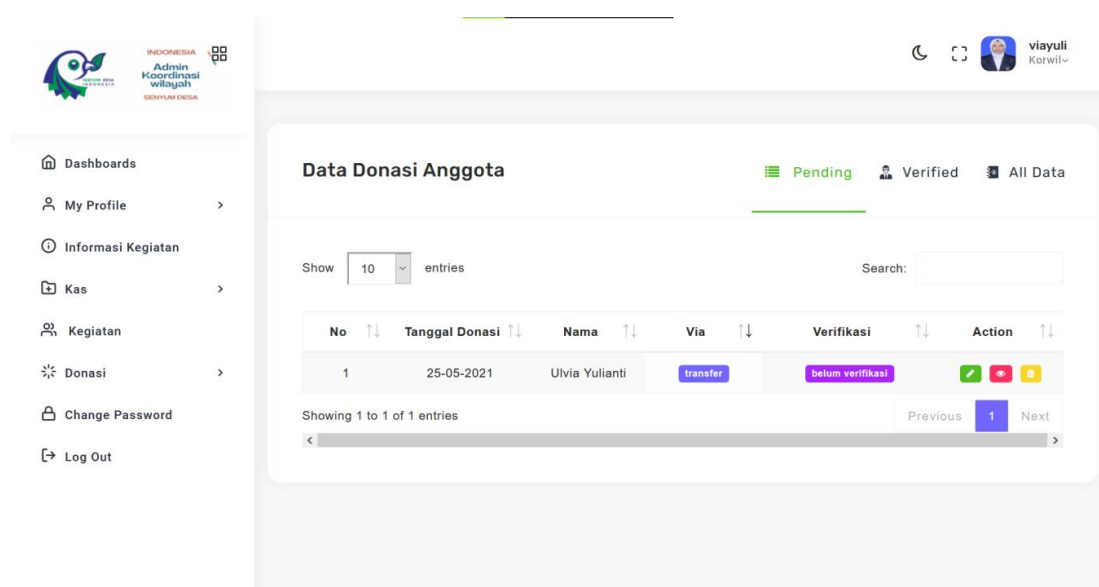 INDONESIA
Admin
Koordinasi
wilayah
SENYUM DESA
SENYUM DESA
INDONESIA
viayuli
Korwil
Dashboards
My Profile
Informasi Kegiatan
Kas
Kegiatan
Donasi
Change Password
Log Out
Data Donasi Anggota
Pending Verified All Data
Show 10 entries Search:
No Tanggal Donasi Nama Via Verifikasi Action
1 25-05-2021 Ulvia Yulianti transfer belum verifikasi
Showing 1 to 1 of 1 entries Previous 1 Next